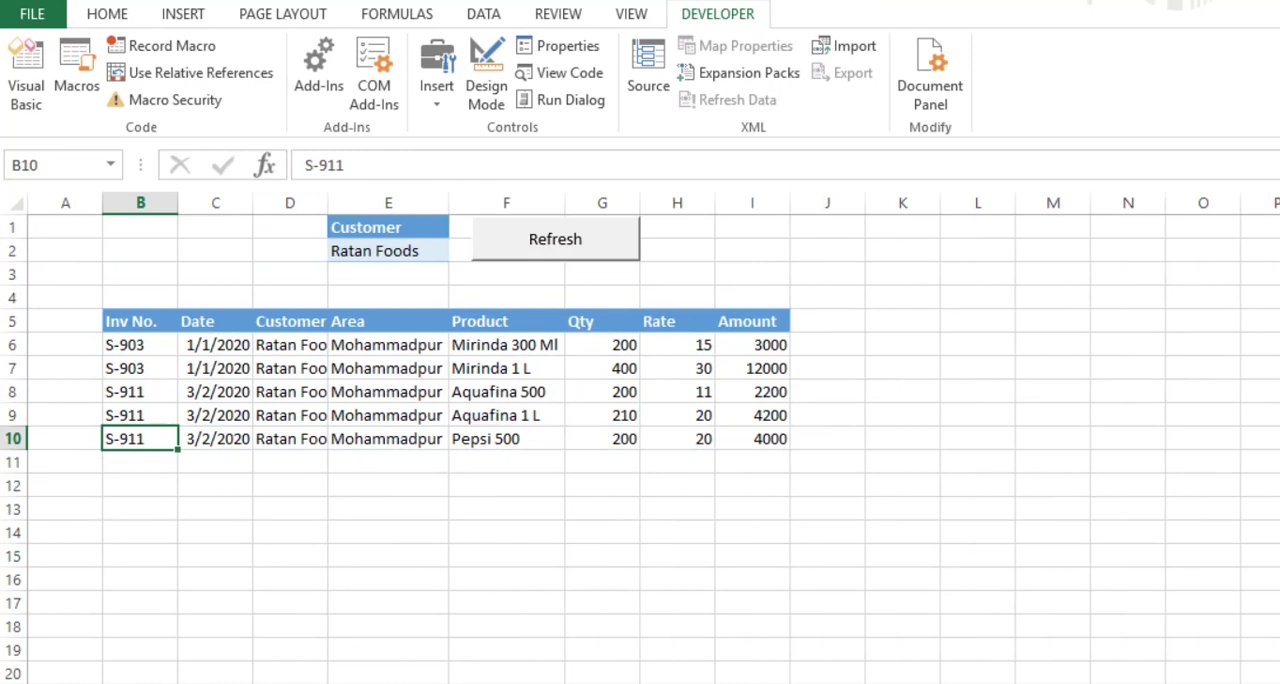 FILE HOME INSERT PAGE LAYOUT FORMULAS DATA REVIEW VIEW DEVELOPER
Visual Basic
Macros
Record Macro
Use Relative References
Macro Security
Code
Add-Ins
COM Add-Ins
Add-Ins
Insert
Design Mode
Properties
View Code
Run Dialog
Controls
Source
Map Properties
Expansion Packs
Refresh Data
Import
Export
XML
Document Panel
Modify
B10 fx S-911
A B C D E F G H I J K L M N O P
1 Customer Refresh
2 Ratan Foods
3
4
5 Inv No. Date Customer Area Product Qty Rate Amount
6 S-903 1/1/2020 Ratan Foo Mohammadpur Mirinda 300 Ml 200 15 3000
7 S-903 1/1/2020 Ratan Foo Mohammadpur Mirinda 1 L 400 30 12000
8 S-911 3/2/2020 Ratan Foo Mohammadpur Aquafina 500 200 11 2200
9 S-911 3/2/2020 Ratan Foo Mohammadpur Aquafina 1 L 210 20 4200
10 S-911 3/2/2020 Ratan Foo Mohammadpur Pepsi 500 200 20 4000
11
12
13
14
15
16
17
18
19
20